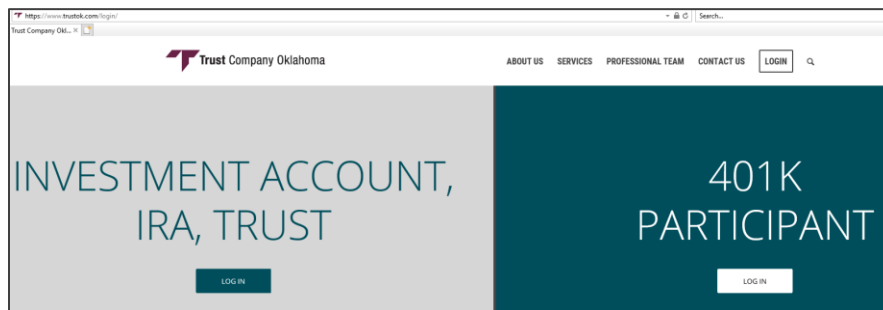 https://www.trustok.com/login/
Search...
Trust Company Okl...
Trust Company Oklahoma
ABOUT US SERVICES PROFESSIONAL TEAM CONTACT US LOGIN
INVESTMENT ACCOUNT,
IRA, TRUST
LOG IN
401K
PARTICIPANT
LOG IN